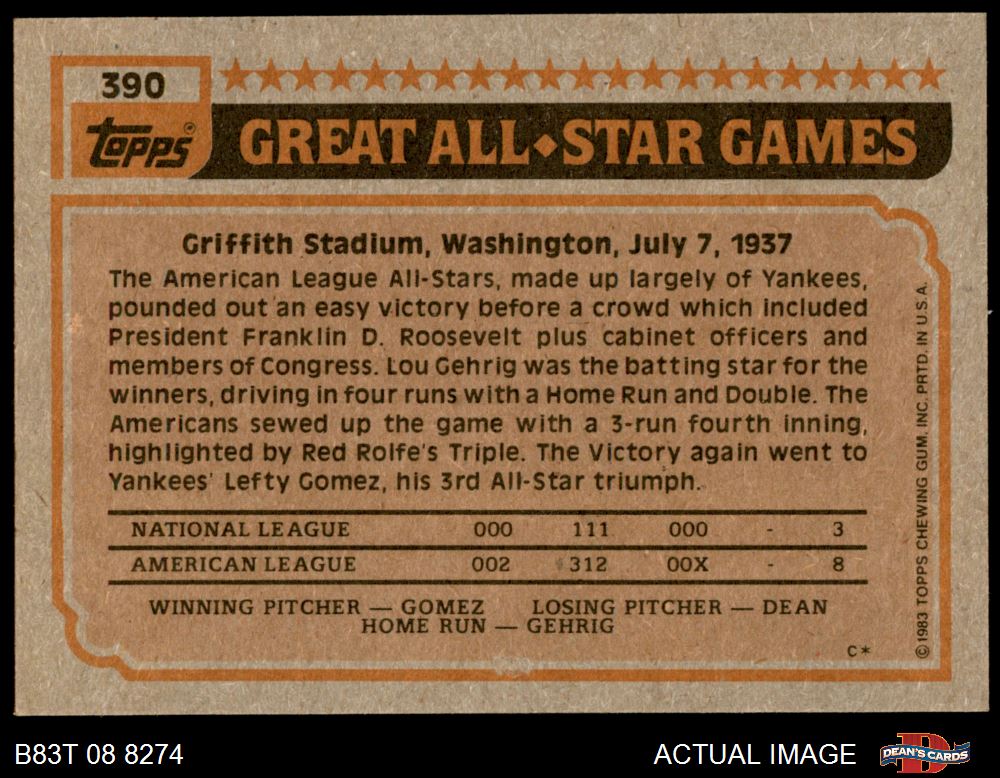 390
topps®
GREAT ALL◆STAR GAMES
Griffith Stadium, Washington, July 7, 1937
The American League All-Stars, made up largely of Yankees,
pounded out an easy victory before a crowd which included
President Franklin D. Roosevelt plus cabinet officers and
members of Congress. Lou Gehrig was the batting star for the
winners, driving in four runs with a Home Run and Double. The
Americans sewed up the game with a 3-run fourth inning,
highlighted by Red Rolfe's Triple. The Victory again went to
Yankees' Lefty Gomez, his 3rd All-Star triumph.
NATIONAL LEAGUE 000 111 000 - 3
AMERICAN LEAGUE 002 312 00X - 8
WINNING PITCHER — GOMEZ LOSING PITCHER — DEAN
HOME RUN — GEHRIG
C*
©1983 TOPPS CHEWING GUM, INC. PRTD. IN U.S.A.
B83T 08 8274
ACTUAL IMAGE
D
DEAN'S CARDS